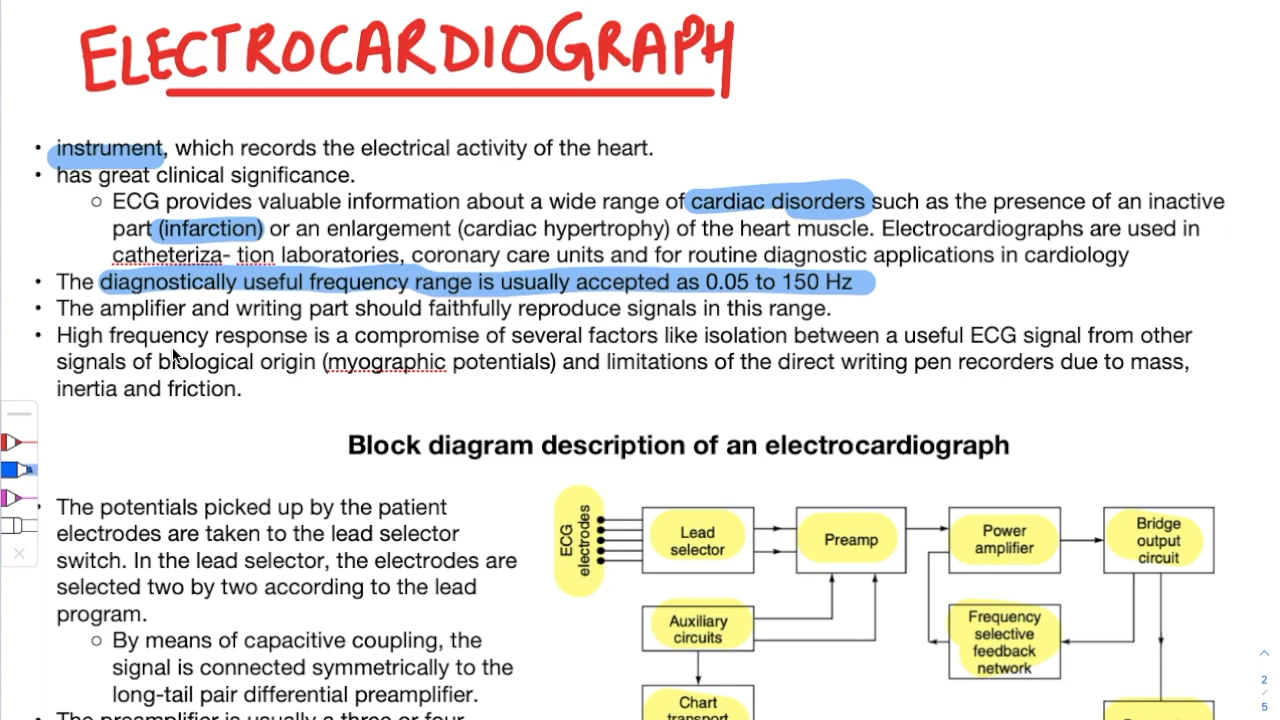 ELECTROCARDIOGRAPH
• instrument, which records the electrical activity of the heart.
• has great clinical significance.
○ ECG provides valuable information about a wide range of cardiac disorders such as the presence of an inactive
part (infarction) or an enlargement (cardiac hypertrophy) of the heart muscle. Electrocardiographs are used in
catheteriza- tion laboratories, coronary care units and for routine diagnostic applications in cardiology
• The diagnostically useful frequency range is usually accepted as 0.05 to 150 Hz
• The amplifier and writing part should faithfully reproduce signals in this range.
• High frequency response is a compromise of several factors like isolation between a useful ECG signal from other
signals of biological origin (myographic potentials) and limitations of the direct writing pen recorders due to mass,
inertia and friction.
Block diagram description of an electrocardiograph
• The potentials picked up by the patient
electrodes are taken to the lead selector
switch. In the lead selector, the electrodes are
selected two by two according to the lead
program.
○ By means of capacitive coupling, the
signal is connected symmetrically to the
long-tail pair differential preamplifier.
• The preamplifier is usually a three or four
ECG
electrodes
Lead
selector
Preamp
Power
amplifier
Bridge
output
circuit
Auxiliary
circuits
Frequency
selective
feedback
network
Chart
transport
2
/
5